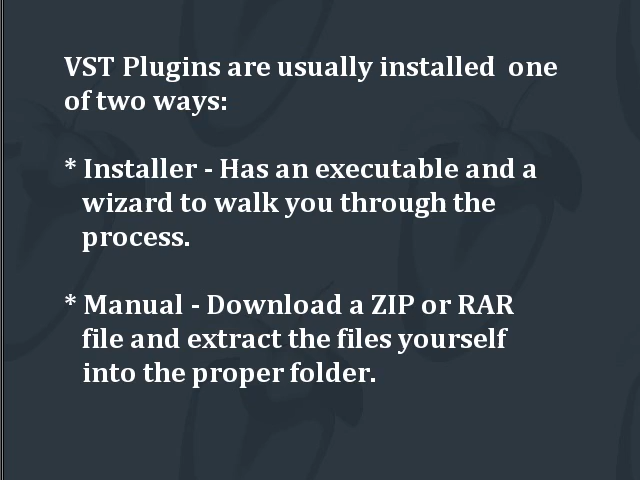 VST Plugins are usually installed  one
of two ways:
* Installer - Has an executable and a
wizard to walk you through the
process.
* Manual - Download a ZIP or RAR
file and extract the files yourself
into the proper folder.